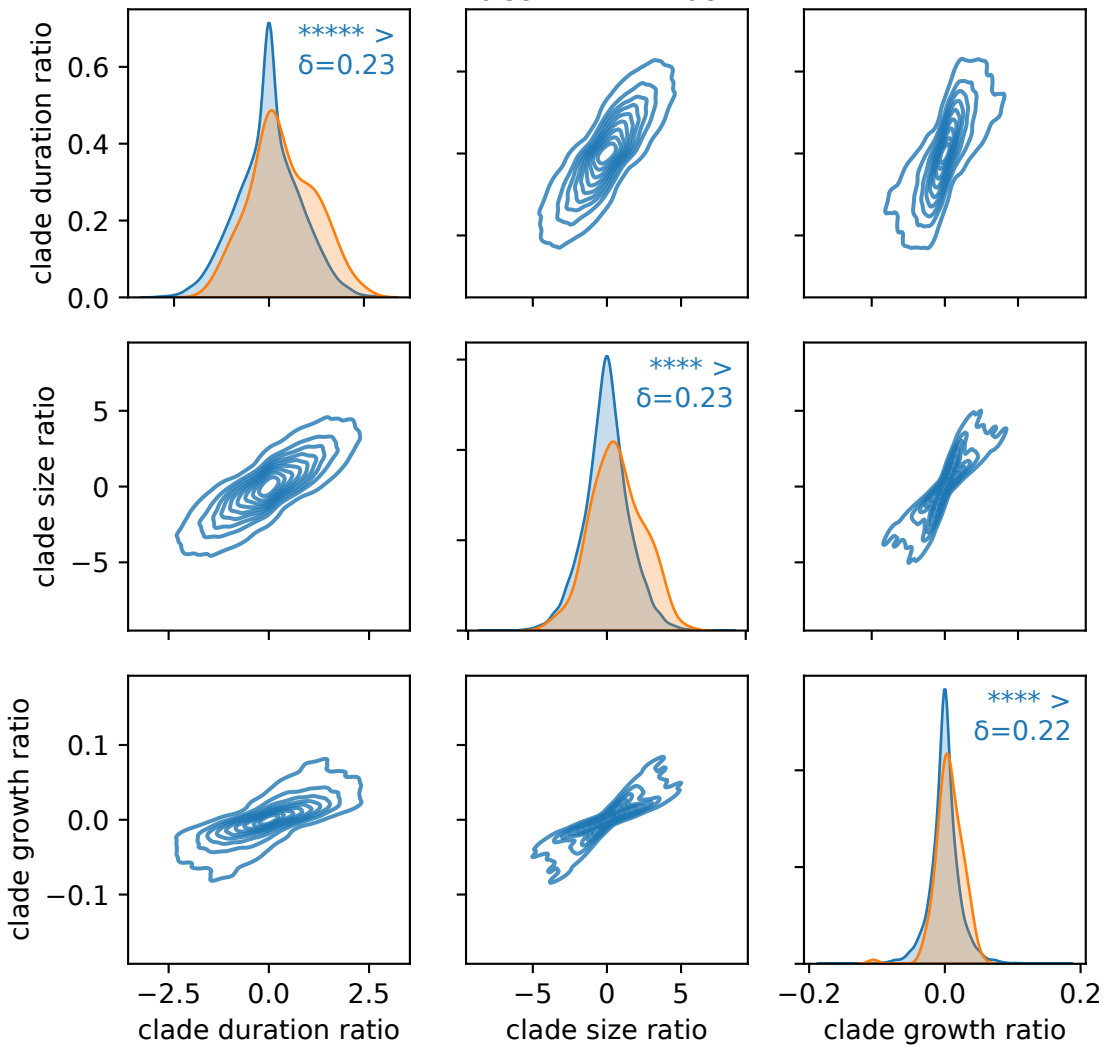 ***** >
δ=0.23
clade duration ratio
0.6
0.4
0.2
0.0
**** >
δ=0.23
clade size ratio
5
0
−5
**** >
δ=0.22
clade growth ratio
0.1
0.0
−0.1
−2.5 0.0 2.5
−5 0 5
−0.2 0.0 0.2
clade duration ratio
clade size ratio
clade growth ratio